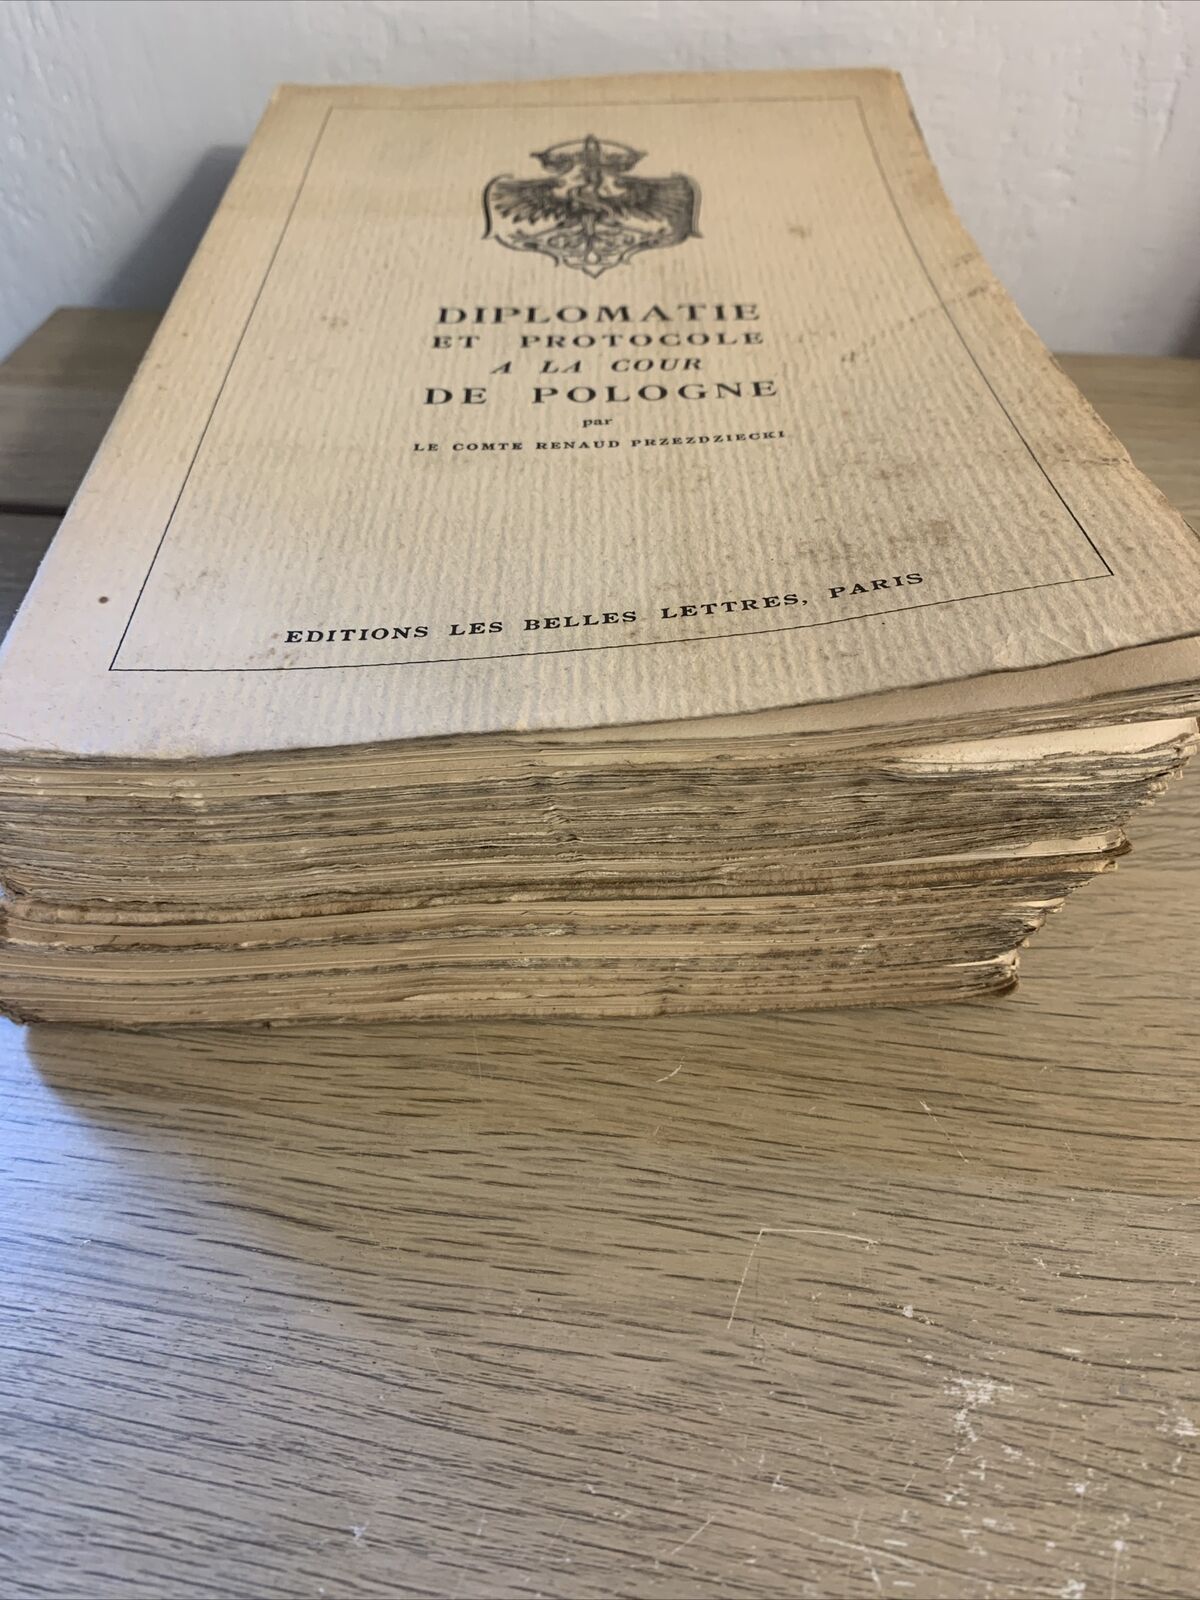 DIPLOMATIE
ET PROTOCOLE
A LA COUR
DE POLOGNE
par
LE COMTE RENAUD PRZEZDZIECKI
EDITIONS LES BELLES LETTRES, PARIS